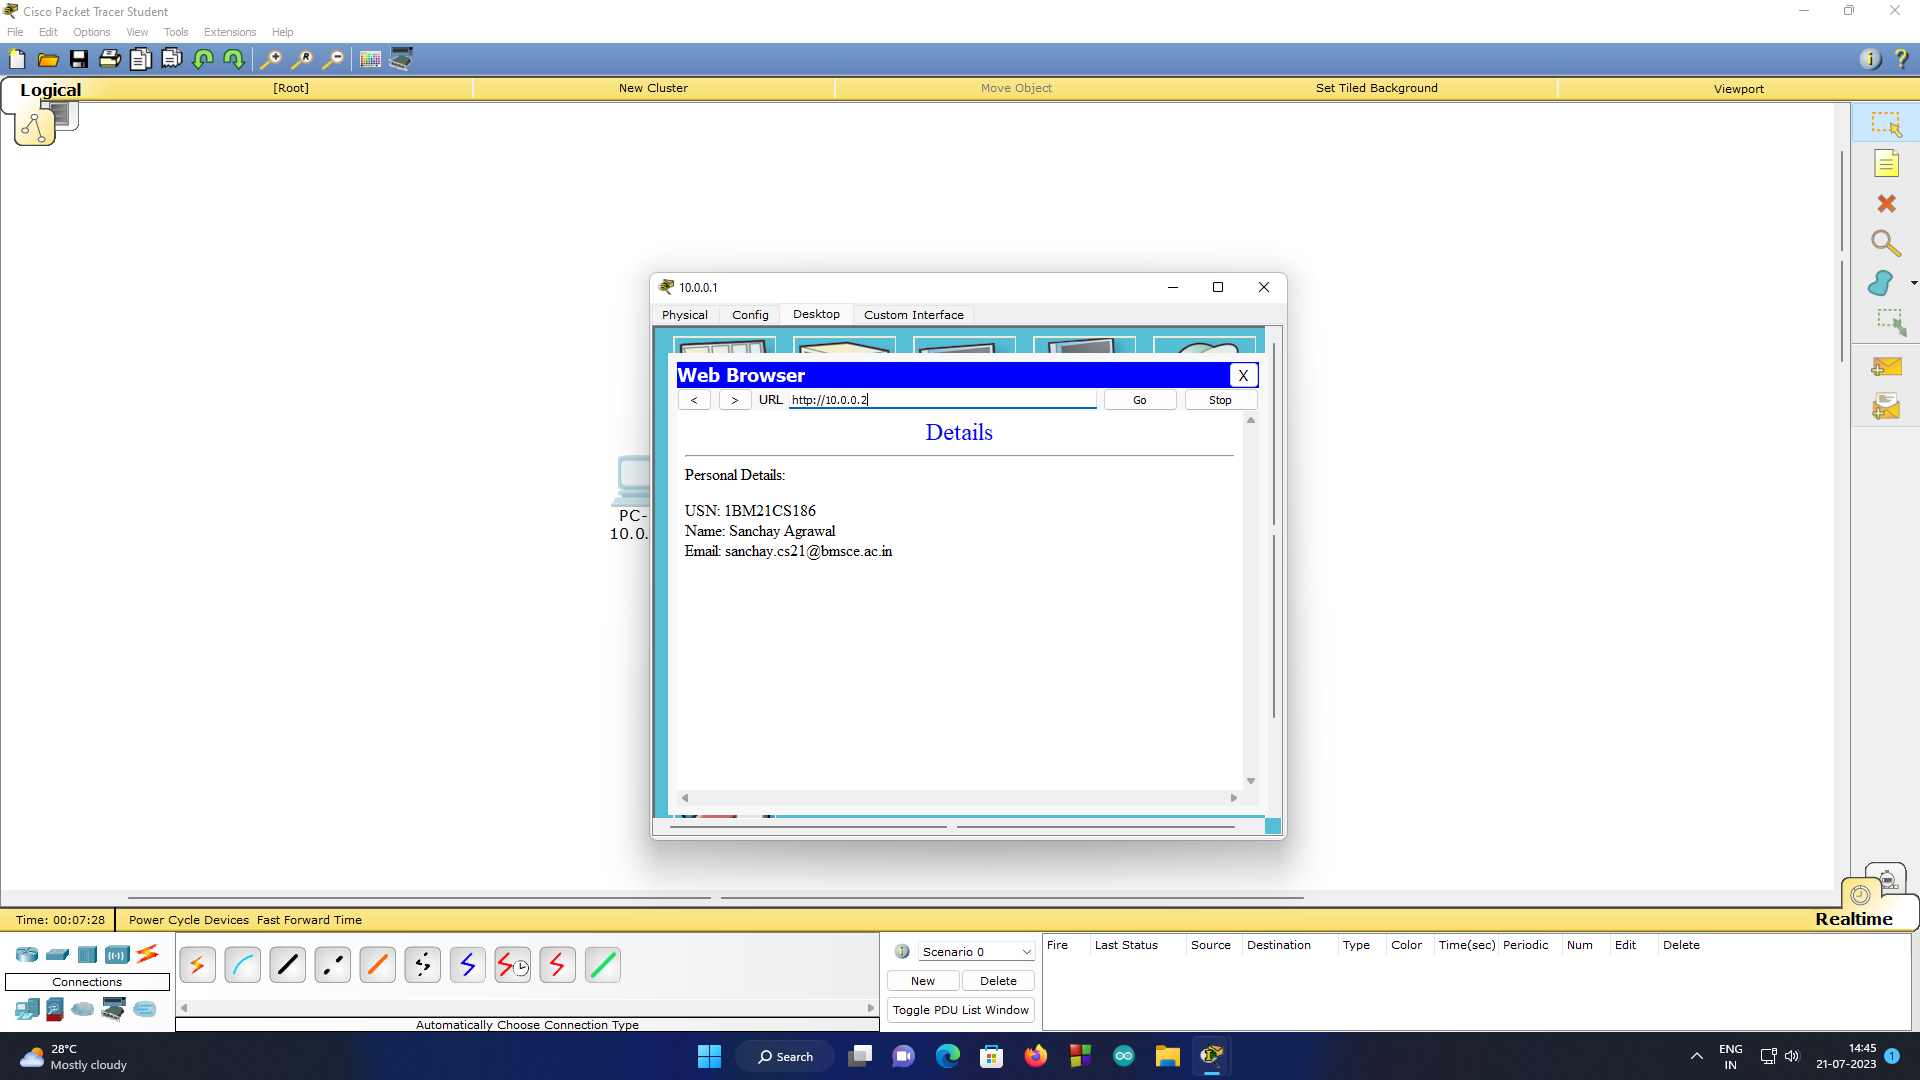 Cisco Packet Tracer Student
File Edit Options View Tools Extensions Help
Logical [Root] New Cluster Move Object Set Tiled Background Viewport
10.0.0.1
Physical Config Desktop Custom Interface
Web Browser X
< > URL http://10.0.0.2 Go Stop
Details
Personal Details:
USN: 1BM21CS186
Name: Sanchay Agrawal
Email: sanchay.cs21@bmsce.ac.in
PC-
10.0.
Time: 00:07:28 Power Cycle Devices Fast Forward Time Realtime
Connections
Automatically Choose Connection Type
Scenario 0
New Delete
Toggle PDU List Window
Fire Last Status Source Destination Type Color Time(sec) Periodic Num Edit Delete
28°C
Mostly cloudy
Search
ENG
IN
14:45
21-07-2023
1